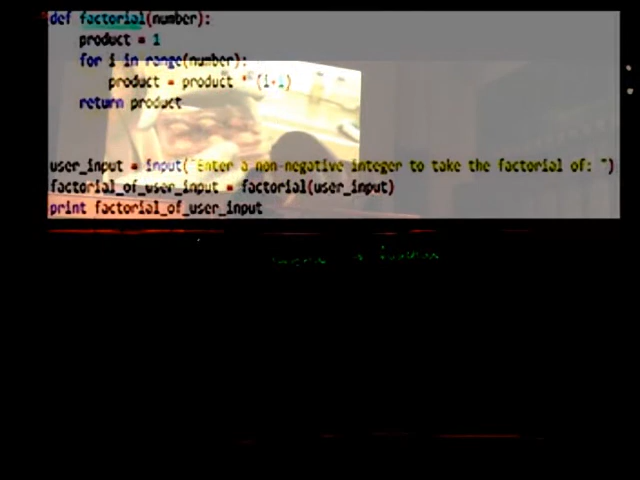 def factorial(number):
    product = 1
    for i in range(number):
        product = product * (i+1)
    return product
user_input = input("Enter a non-negative integer to take the factorial of: ")
factorial_of_user_input = factorial(user_input)
print factorial_of_user_input